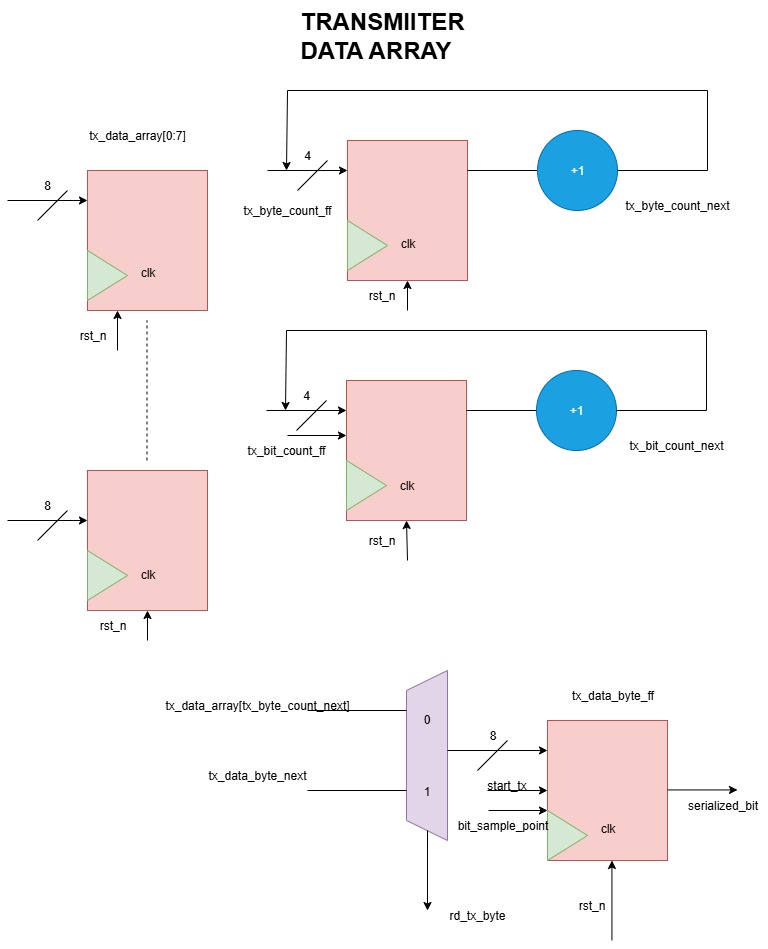 TRANSMIITER
DATA ARRAY
tx_data_array[0:7]
8
clk
rst_n
4
tx_byte_count_ff
clk
rst_n
+1
tx_byte_count_next
4
tx_bit_count_ff
clk
rst_n
+1
tx_bit_count_next
8
clk
rst_n
tx_data_array[tx_byte_count_next]
0
tx_data_byte_next
1
rd_tx_byte
8
tx_data_byte_ff
start_tx
bit_sample_point
clk
rst_n
serialized_bit